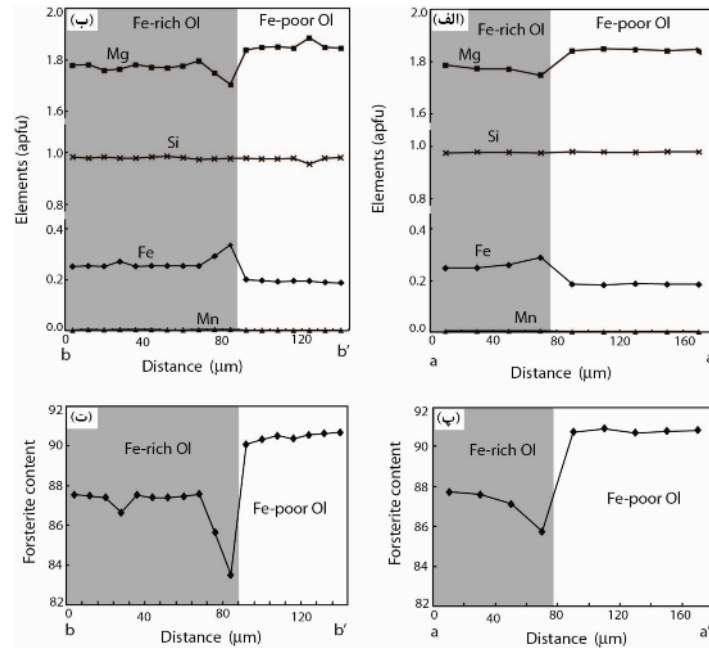 (ب)
Fe-rich Ol
Fe-poor Ol
2.0
Mg
1.8
1.6
Si
1.0
0.8
Elements (apfu)
0.4
Fe
0.2
Mn
0.0
0 40 80 120
b b'
Distance (µm)
(الف)
Fe-rich Ol
Fe-poor Ol
2.0
Mg
1.8
1.6
Si
1.0
0.8
Elements (apfu)
0.4
Fe
0.2
Mn
0.0
0 40 80 120 160
a
Distance (µm)
(ت)
92
Fe-rich Ol
90
88
Forsterite content
Fe-poor Ol
86
84
82
0 40 80 120
b b'
Distance (µm)
(پ)
92
Fe-rich Ol
90
88
Forsterite content
Fe-poor Ol
86
84
82
0 40 80 120 160
a a'
Distance (µm)